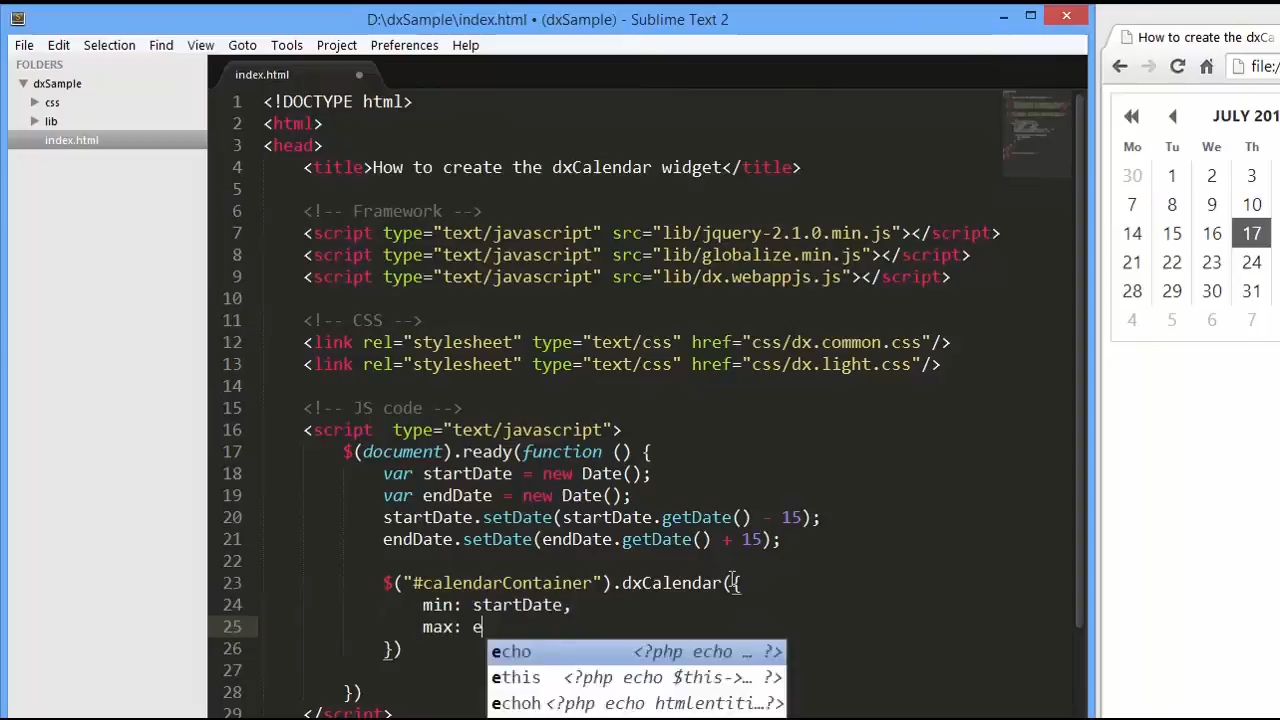 D:\dxSample\index.html • (dxSample) - Sublime Text 2
File Edit Selection Find View Goto Tools Project Preferences Help
FOLDERS
dxSample
css
lib
index.html
index.html
1 <!DOCTYPE html>
2 <html>
3 <head>
4 <title>How to create the dxCalendar widget</title>
5
6 <!-- Framework -->
7 <script type="text/javascript" src="lib/jquery-2.1.0.min.js"></script>
8 <script type="text/javascript" src="lib/globalize.min.js"></script>
9 <script type="text/javascript" src="lib/dx.webappjs.js"></script>
10
11 <!-- CSS -->
12 <link rel="stylesheet" type="text/css" href="css/dx.common.css"/>
13 <link rel="stylesheet" type="text/css" href="css/dx.light.css"/>
14
15 <!-- JS code -->
16 <script  type="text/javascript">
17 $(document).ready(function () {
18 var startDate = new Date();
19 var endDate = new Date();
20 startDate.setDate(startDate.getDate() - 15);
21 endDate.setDate(endDate.getDate() + 15);
22
23 $("#calendarContainer").dxCalendar({
24 min: startDate,
25 max: e
26 })
27
28 })
29 </script>
echo <?php echo … ?>
ethis <?php echo $this->…?>
echoh <?php echo htmlentiti…?>
How to create the dxCa
file:/
JULY 201
Mo Tu We Th
30 1 2 3
7 8 9 10
14 15 16 17
21 22 23 24
28 29 30 31
4 5 6 7